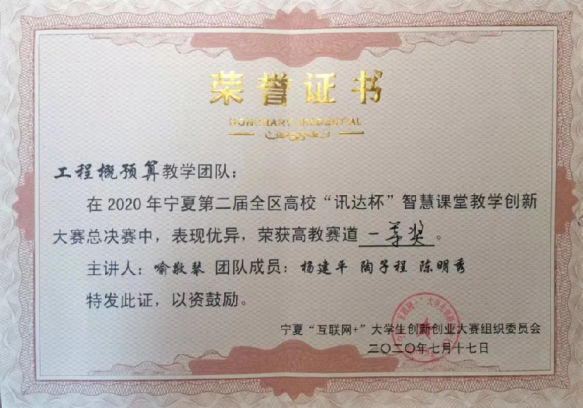 荣誉证书
HONORARY CREDENTIAL
工程概预算教学团队：
在2020年宁夏第二届全区高校“讯达杯”智慧课堂教学创新
大赛总决赛中，表现优异，荣获高教赛道一等奖。
主讲人：喻敬琴 团队成员：杨建平 陶子程 陈明秀
特发此证，以资鼓励。
宁夏“互联网+”大学生创新创业大赛组织委员会
二〇二〇年七月十七日